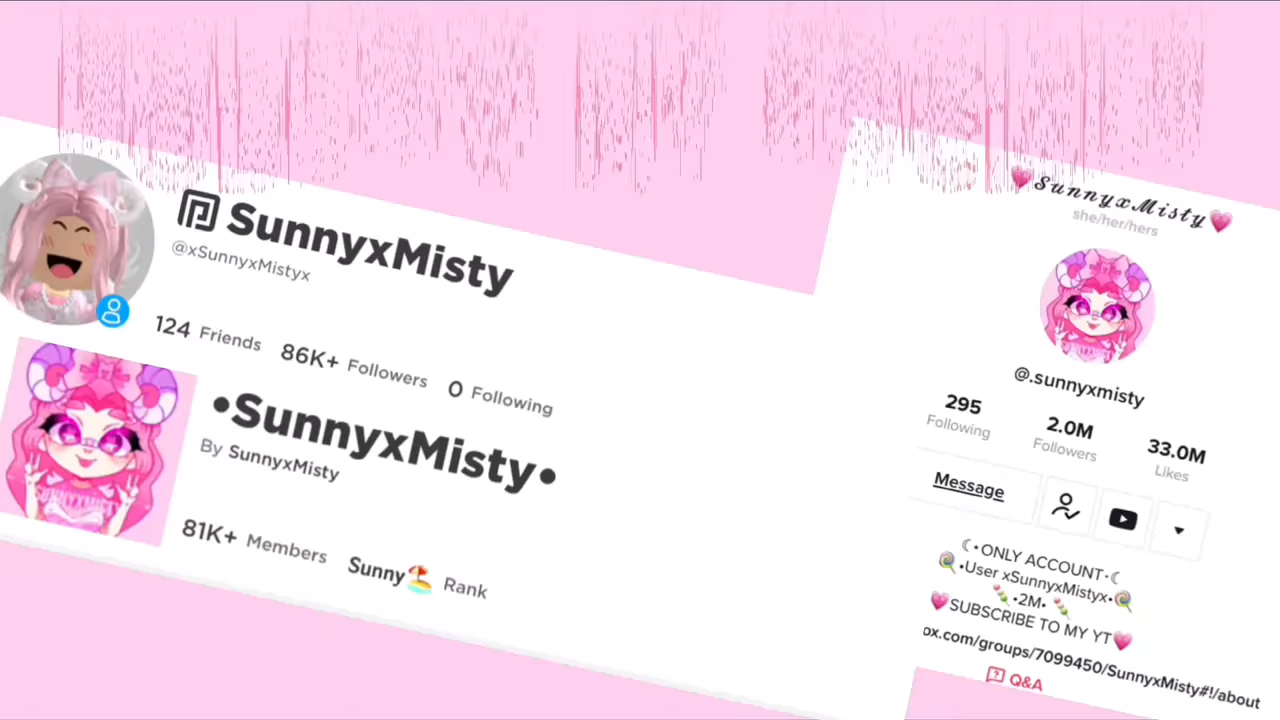 SunnyxMisty
@xSunnyxMistyx
124 Friends 86K+ Followers 0 Following
•SunnyxMisty•
By SunnyxMisty
81K+ Members Sunny🏖️ Rank
💗𝓢𝓾𝓷𝓷𝔂𝔁𝓜𝓲𝓼𝓽𝔂💗
she/her/hers
@.sunnyxmisty
295 2.0M 33.0M
Following Followers Likes
Message
☾•ONLY ACCOUNT•☾
🍭•User xSunnyxMistyx•🍭
🍡•2M•🍡
💗SUBSCRIBE TO MY YT💗
ox.com/groups/7099450/SunnyxMisty#!/about
Q&A